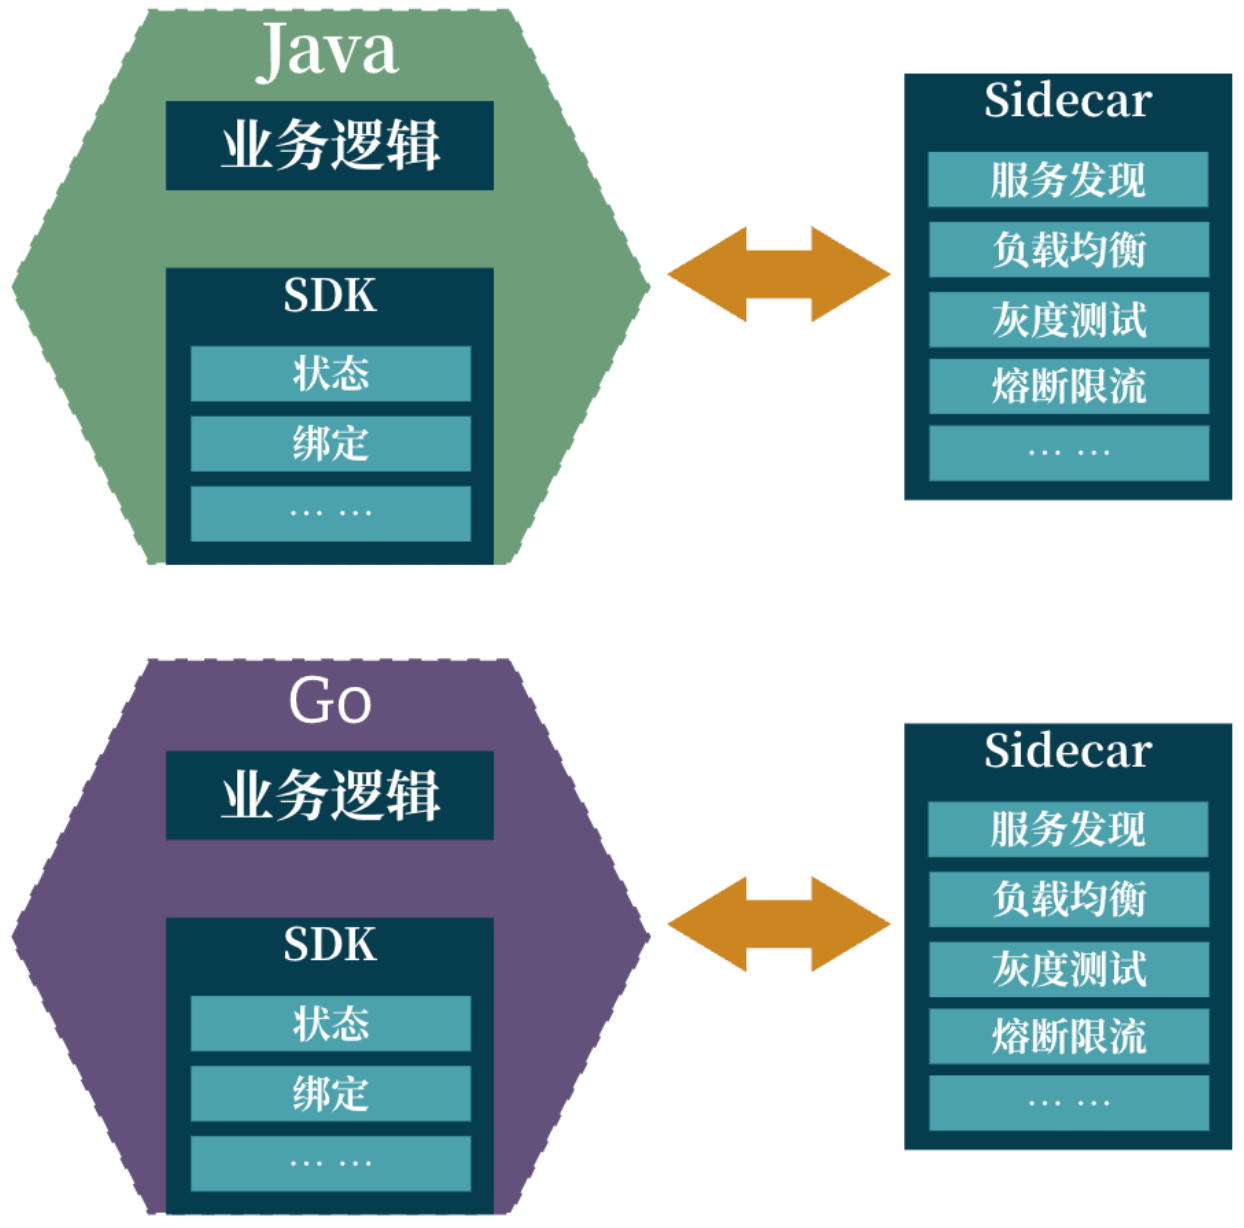 Java
业务逻辑
SDK
状态
绑定
… …
Sidecar
服务发现
负载均衡
灰度测试
熔断限流
… …
Go
业务逻辑
SDK
状态
绑定
… …
Sidecar
服务发现
负载均衡
灰度测试
熔断限流
… …